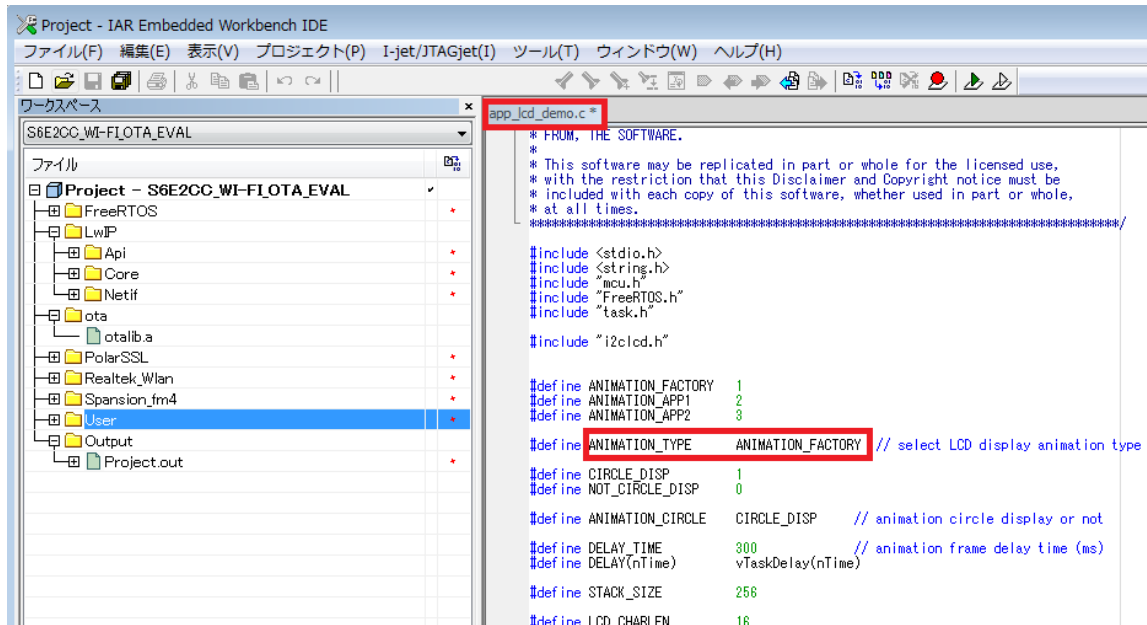 Project - IAR Embedded Workbench IDE
ファイル(F) 編集(E) 表示(V) プロジェクト(P) I-jet/JTAGjet(I) ツール(T) ウィンドウ(W) ヘルプ(H)
ワークスペース
S6E2CC_WI-FI_OTA_EVAL
ファイル
Project - S6E2CC_WI-FI_OTA_EVAL
FreeRTOS
LwIP
Api
Core
Netif
ota
otalib.a
PolarSSL
Realtek_Wlan
Spansion_fm4
User
Output
Project.out
app_lcd_demo.c *
* FROM, THE SOFTWARE.
*
* This software may be replicated in part or whole for the licensed use,
* with the restriction that this Disclaimer and Copyright notice must be
* included with each copy of this software, whether used in part or whole,
* at all times.
#include <stdio.h>
#include <string.h>
#include "mcu.h"
#include "FreeRTOS.h"
#include "task.h"
#include "i2clcd.h"
#define ANIMATION_FACTORY 1
#define ANIMATION_APP1 2
#define ANIMATION_APP2 3
#define ANIMATION_TYPE ANIMATION_FACTORY // select LCD display animation type
#define CIRCLE_DISP 1
#define NOT_CIRCLE_DISP 0
#define ANIMATION_CIRCLE CIRCLE_DISP // animation circle display or not
#define DELAY_TIME 300 // animation frame delay time (ms)
#define DELAY(nTime) vTaskDelay(nTime)
#define STACK_SIZE 256
#define LCD_CHARLEN 16